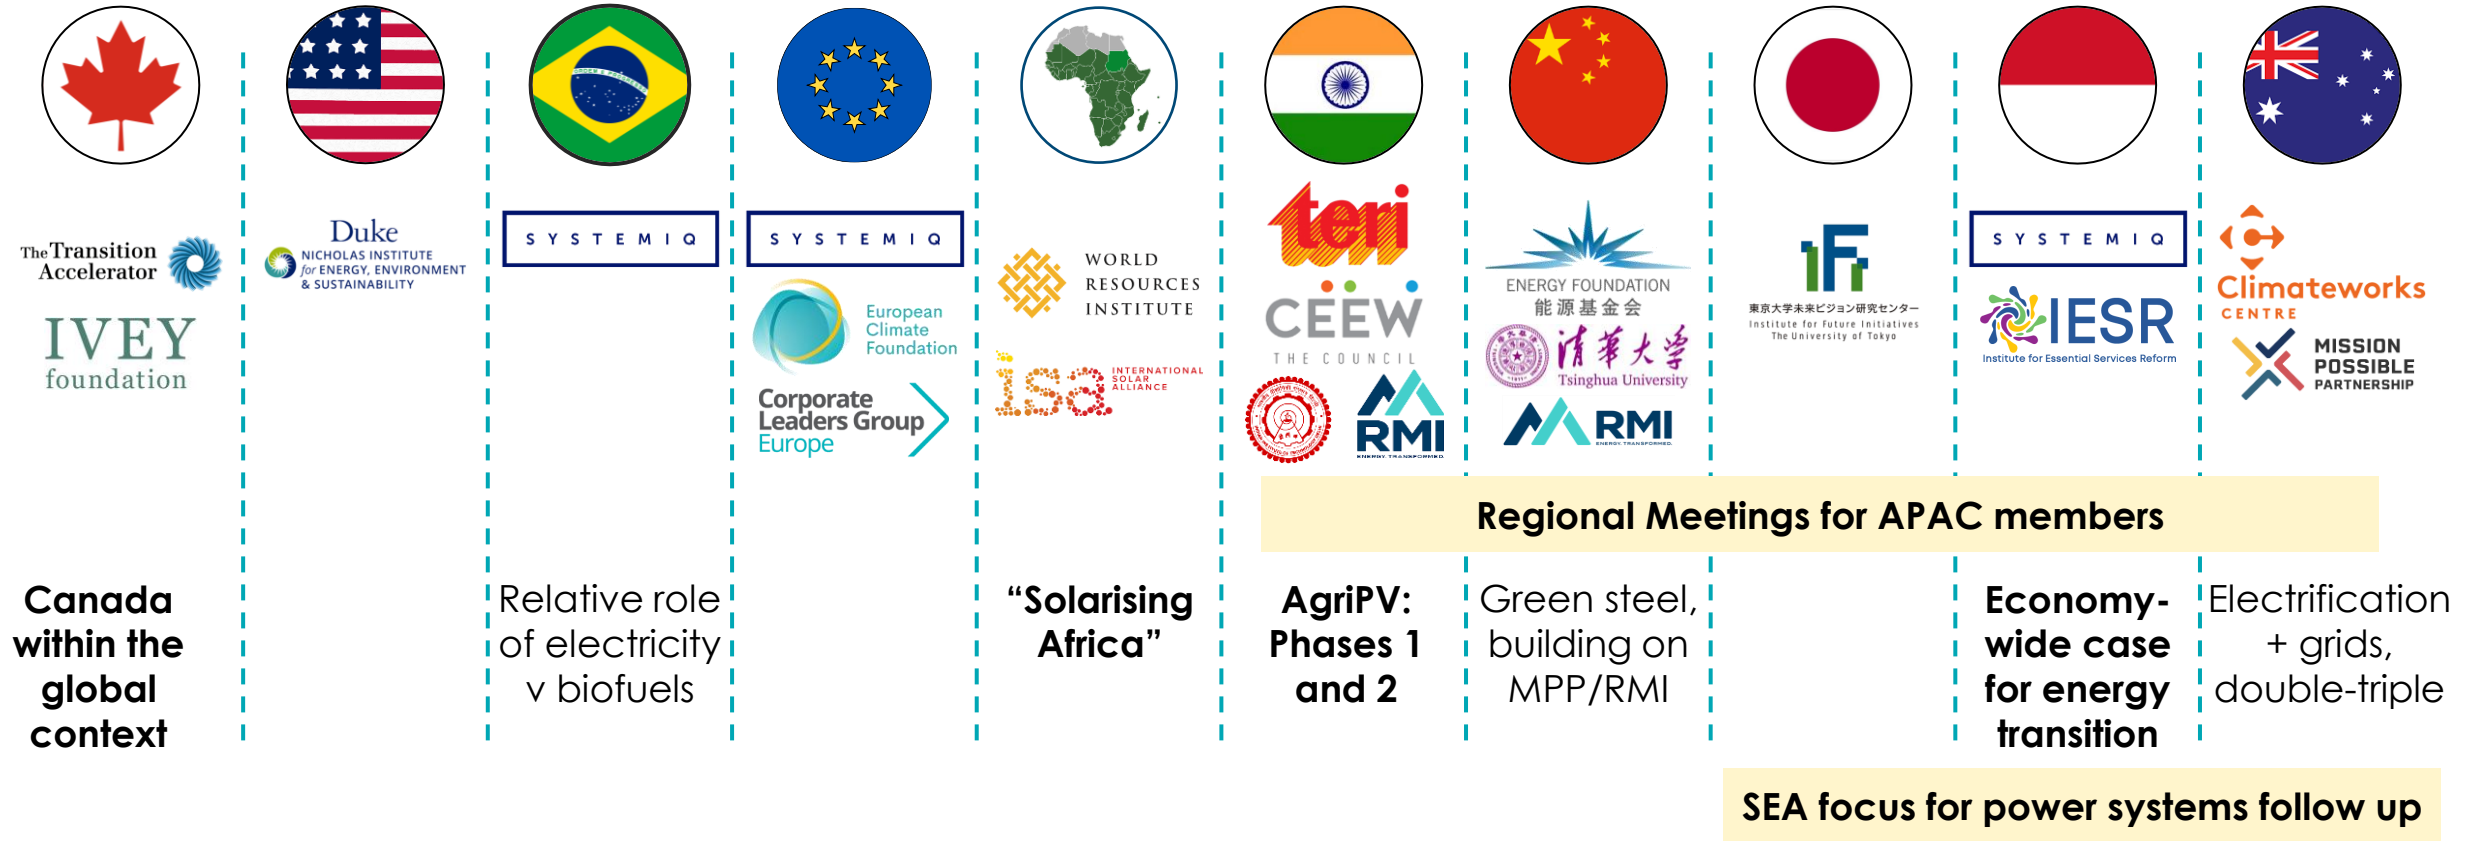 The Transition
Accelerator
IVEY
foundation
Canada
within the
global
context
Duke
NICHOLAS INSTITUTE
for ENERGY, ENVIRONMENT
& SUSTAINABILITY
SYSTEMIQ
Relative role
of electricity
v biofuels
SYSTEMIQ
European
Climate
Foundation
Corporate
Leaders Group
Europe
WORLD
RESOURCES
INSTITUTE
isa
INTERNATIONAL
SOLAR
ALLIANCE
“Solarising
Africa”
teri
CEEW
THE COUNCIL
RMI
ENERGY. TRANSFORMED.
AgriPV:
Phases 1
and 2
ENERGY FOUNDATION
能源基金会
清華大学
Tsinghua University
RMI
ENERGY. TRANSFORMED.
Green steel,
building on
MPP/RMI
iFi
東京大学未来ビジョン研究センター
Institute for Future Initiatives
The University of Tokyo
SYSTEMIQ
IESR
Institute for Essential Services Reform
Economy-
wide case
for energy
transition
Climateworks
CENTRE
MISSION
POSSIBLE
PARTNERSHIP
Electrification
+ grids,
double-triple
Regional Meetings for APAC members
SEA focus for power systems follow up